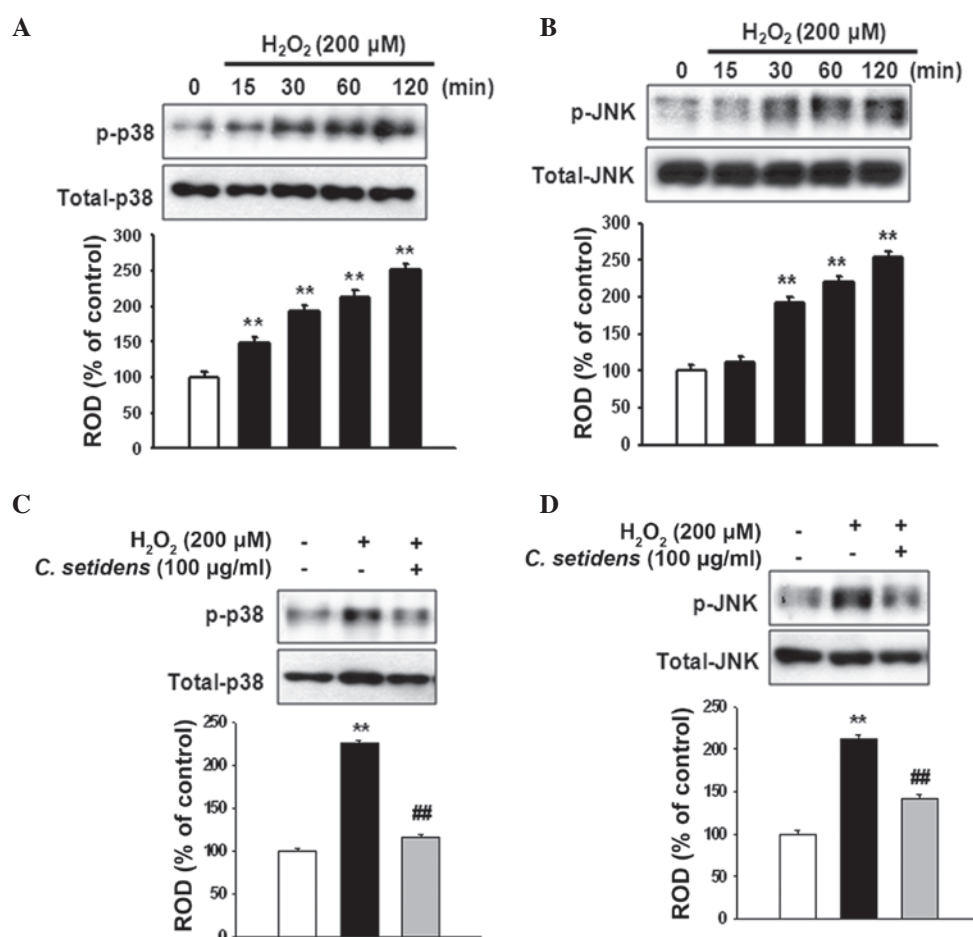 A
H₂O₂ (200 µM)
0 15 30 60 120 (min)
p-p38
Total-p38
ROD (% of control)
300
250
200
150
100
50
0
** ** ** **
B
H₂O₂ (200 µM)
0 15 30 60 120 (min)
p-JNK
Total-JNK
ROD (% of control)
300
250
200
150
100
50
0
** ** **
C
H₂O₂ (200 µM) - + +
C. setidens (100 µg/ml) - - +
p-p38
Total-p38
ROD (% of control)
250
200
150
100
50
0
** ##
D
H₂O₂ (200 µM) - + +
C. setidens (100 µg/ml) - - +
p-JNK
Total-JNK
ROD (% of control)
250
200
150
100
50
0
** ##